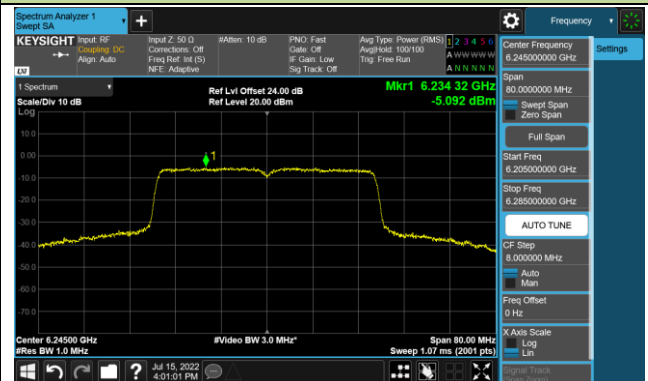 Spectrum Analyzer 1
Swept SA
Frequency
KEYSIGHT
Input: RF
Coupling: DC
Align: Auto
Input Z: 50 Ω
Corrections: Off
Freq Ref: Int (S)
NFE: Adaptive
#Atten: 10 dB
PNO: Fast
Gate: Off
IF Gain: Low
Sig Track: Off
Avg Type: Power (RMS)
Avg|Hold: 100/100
Trig: Free Run
1 2 3 4 5 6
A W W W W W
A N N N N N
LXI
1 Spectrum
Scale/Div 10 dB
Log
Ref Lvl Offset 24.00 dB
Ref Level 20.00 dBm
Mkr1 6.234 32 GHz
-5.092 dBm
10.0
0.00
-10.0
-20.0
-30.0
-40.0
-50.0
-60.0
-70.0
1
Center 6.24500 GHz
#Res BW 1.0 MHz
#Video BW 3.0 MHz*
Span 80.00 MHz
Sweep 1.07 ms (2001 pts)
Jul 15, 2022
4:01:01 PM
Center Frequency
6.245000000 GHz
Settings
Span
80.0000000 MHz
Swept Span
Zero Span
Full Span
Start Freq
6.205000000 GHz
Stop Freq
6.285000000 GHz
AUTO TUNE
CF Step
8.000000 MHz
Auto
Man
Freq Offset
0 Hz
X Axis Scale
Log
Lin
Signal Track
(Span Zoom)